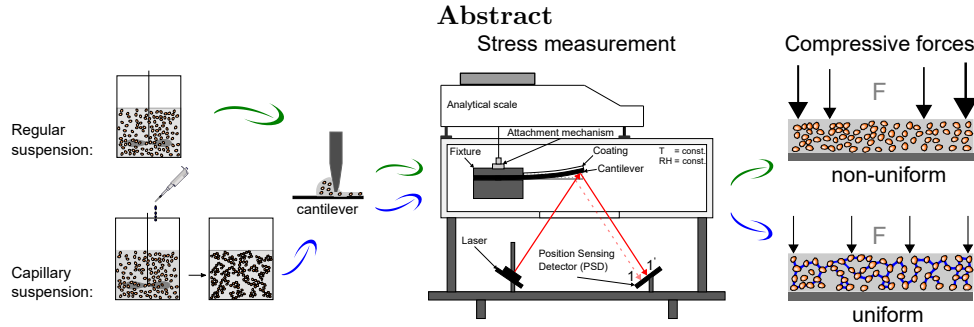 Abstract
Stress measurement
Compressive forces
Analytical scale
F
Regular
suspension:
Attachment mechanism
Fixture
Coating
Cantilever
T = const.
RH = const.
cantilever
non-uniform
Laser
Position Sensing
Detector (PSD)
1
1'
F
Capillary
suspension:
uniform